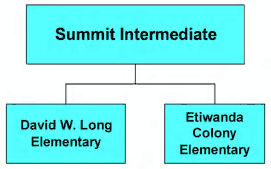 Summit Intermediate
David W. Long
Elementary
Etiwanda
Colony
Elementary